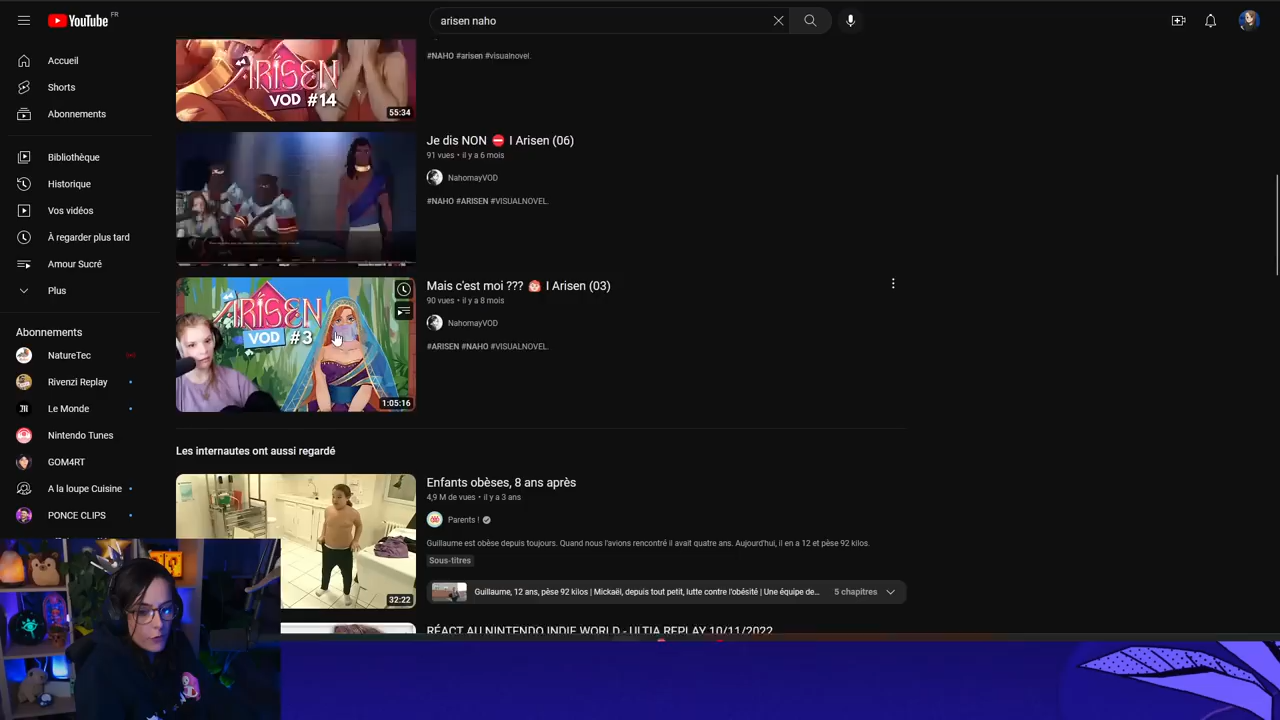 YouTube FR
arisen naho
Accueil
Shorts
Abonnements
Bibliothèque
Historique
Vos vidéos
À regarder plus tard
Amour Sucré
Plus
Abonnements
NatureTec
Rivenzi Replay
Le Monde
Nintendo Tunes
GOM4RT
A la loupe Cuisine
PONCE CLIPS
ARISEN
VOD #14
55:34
#NAHO #arisen #visualnovel.
Je dis NON ⛔ I Arisen (06)
91 vues • il y a 6 mois
NahomayVOD
#NAHO #ARISEN #VISUALNOVEL.
ARISEN
VOD #3
1:05:16
Mais c'est moi ??? I Arisen (03)
90 vues • il y a 8 mois
NahomayVOD
#ARISEN #NAHO #VISUALNOVEL.
Les internautes ont aussi regardé
32:22
Enfants obèses, 8 ans après
4,9 M de vues • il y a 3 ans
Parents !
Guillaume est obèse depuis toujours. Quand nous l'avions rencontré il avait quatre ans. Aujourd'hui, il en a 12 et pèse 92 kilos.
Sous-titres
Guillaume, 12 ans, pèse 92 kilos | Mickaël, depuis tout petit, lutte contre l'obésité | Une équipe de... 5 chapitres
RÉACT AU NINTENDO INDIE WORLD - ULTIA REPLAY 10/11/2022